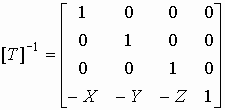 1 0 0 0
0 1 0 0
[T]⁻¹ =
0 0 1 0
-X -Y -Z 1